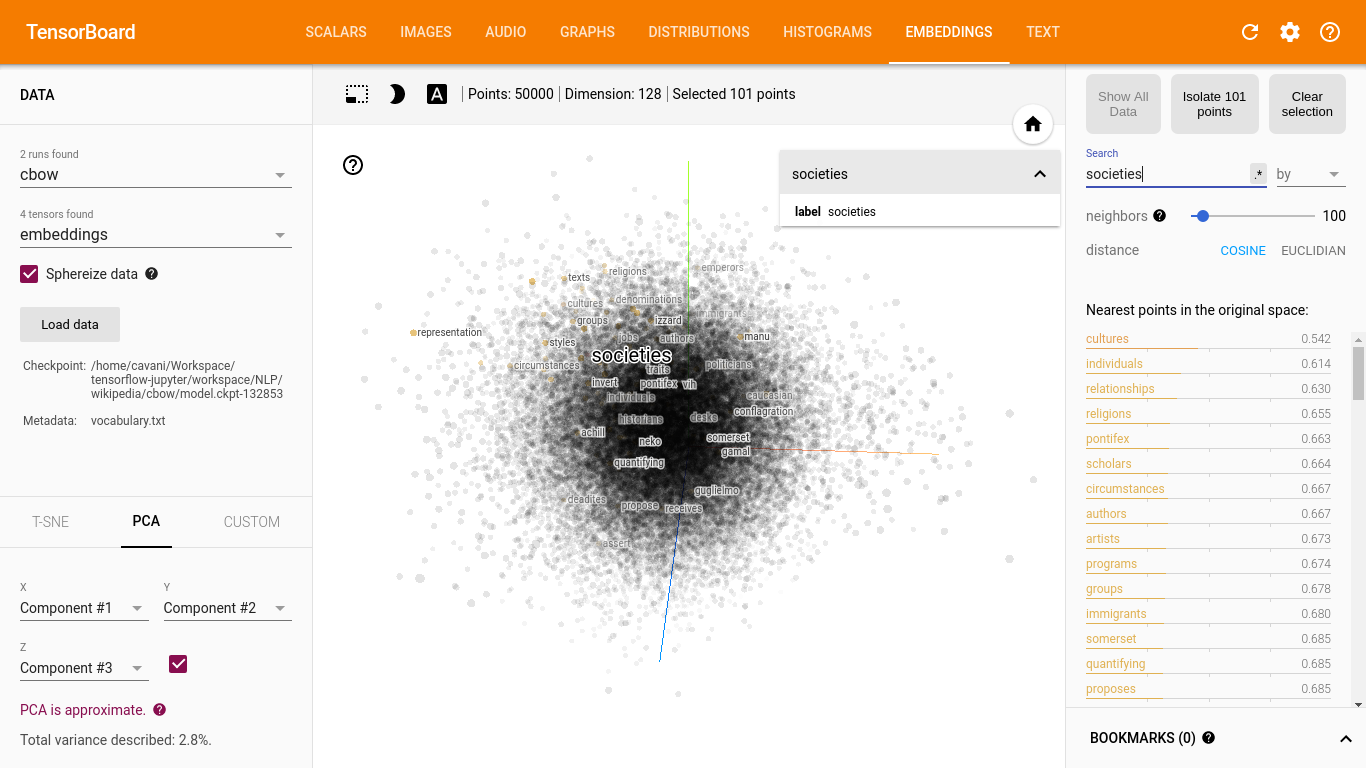 TensorBoard
SCALARS
IMAGES
AUDIO
GRAPHS
DISTRIBUTIONS
HISTOGRAMS
EMBEDDINGS
TEXT
DATA
2 runs found
cbow
4 tensors found
embeddings
Sphereize data
Load data
Checkpoint: /home/cavani/Workspace/
tensorflow-jupyter/workspace/NLP/
wikipedia/cbow/model.ckpt-132853
Metadata: vocabulary.txt
T-SNE
PCA
CUSTOM
X
Component #1
Y
Component #2
Z
Component #3
PCA is approximate.
Total variance described: 2.8%.
A
Points: 50000
Dimension: 128
Selected 101 points
societies
label societies
religions
emperors
texts
cultures
denominations
immigrants
groups
izzard
representation
jobs
authors
manu
styles
societies
circumstances
traits
politicians
invert
pontifex
vih
individuals
caucasian
conflagration
historians
desks
achill
neko
somerset
gamal
quantifying
guglielmo
deadites
propose
receives
assert
Show All
Data
Isolate 101
points
Clear
selection
Search
societies
.*
by
neighbors
100
distance
COSINE
EUCLIDIAN
Nearest points in the original space:
cultures 0.542
individuals 0.614
relationships 0.630
religions 0.655
pontifex 0.663
scholars 0.664
circumstances 0.667
authors 0.667
artists 0.673
programs 0.674
groups 0.678
immigrants 0.680
somerset 0.685
quantifying 0.685
proposes 0.685
BOOKMARKS (0)